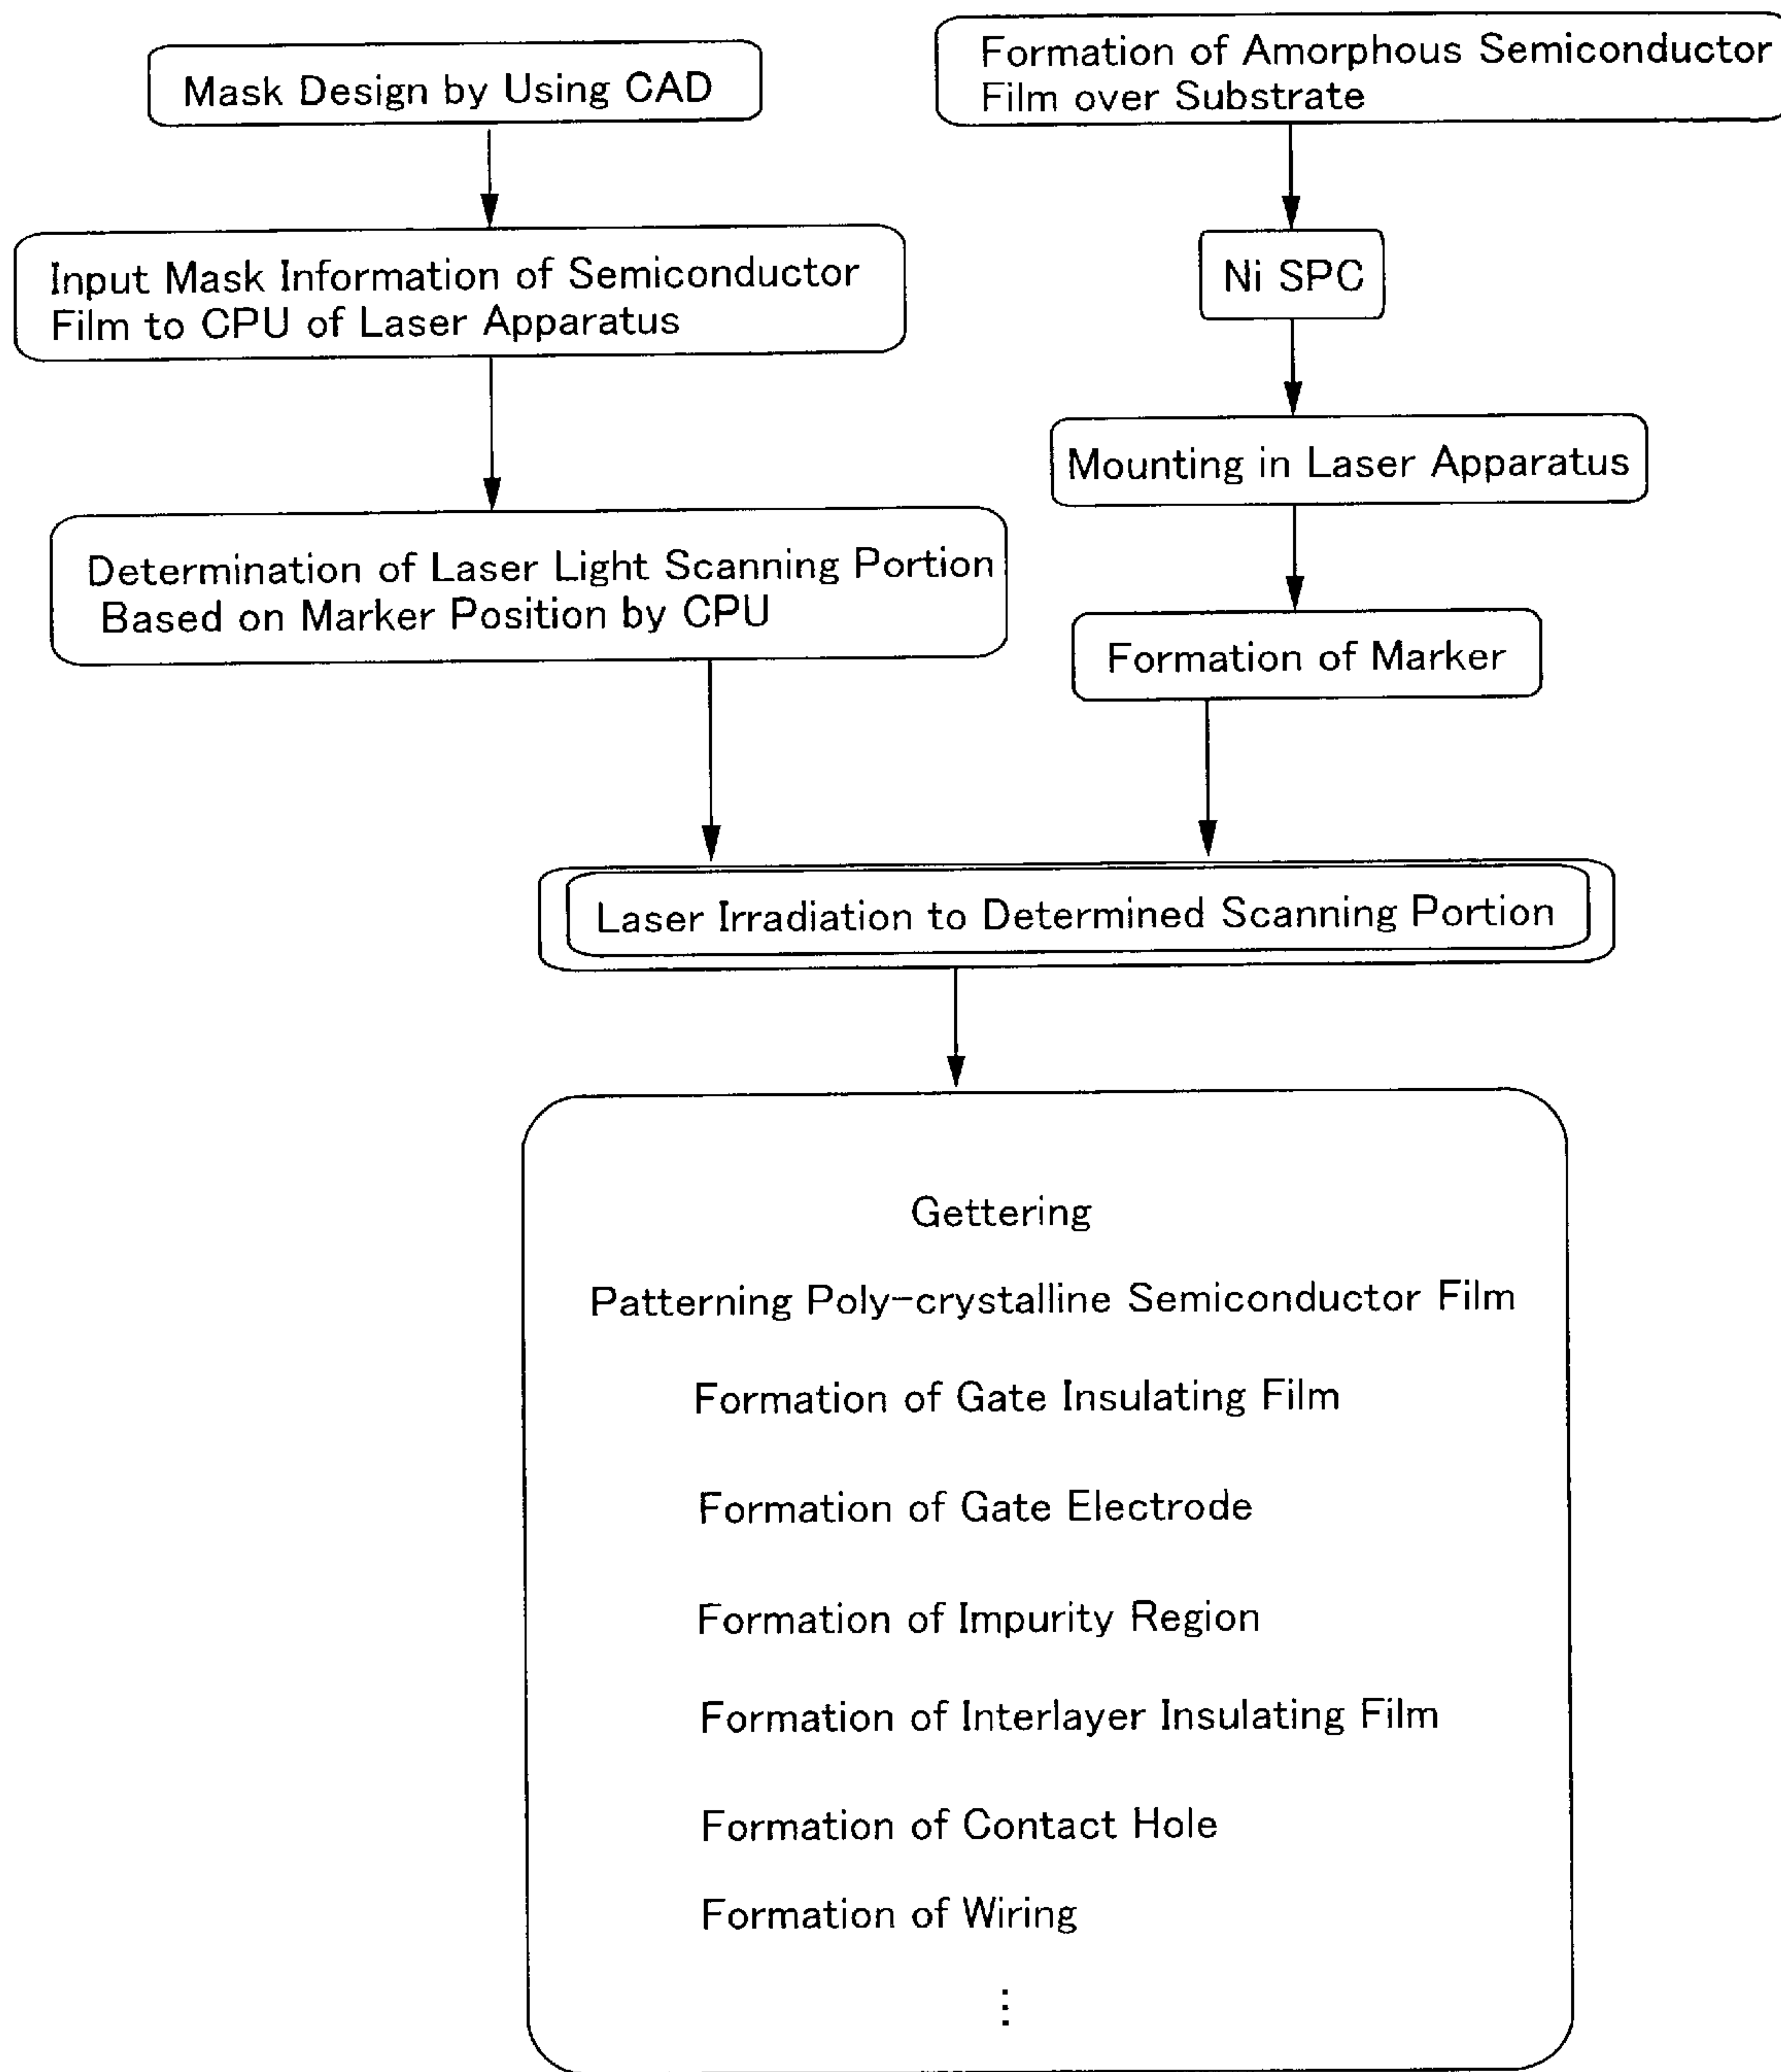 Mask Design by Using CAD
Input Mask Information of Semiconductor
Film to CPU of Laser Apparatus
Determination of Laser Light Scanning Portion
Based on Marker Position by CPU
Formation of Amorphous Semiconductor
Film over Substrate
Ni SPC
Mounting in Laser Apparatus
Formation of Marker
Laser Irradiation to Determined Scanning Portion
Gettering
Patterning Poly-crystalline Semiconductor Film
Formation of Gate Insulating Film
Formation of Gate Electrode
Formation of Impurity Region
Formation of Interlayer Insulating Film
Formation of Contact Hole
Formation of Wiring
⋮